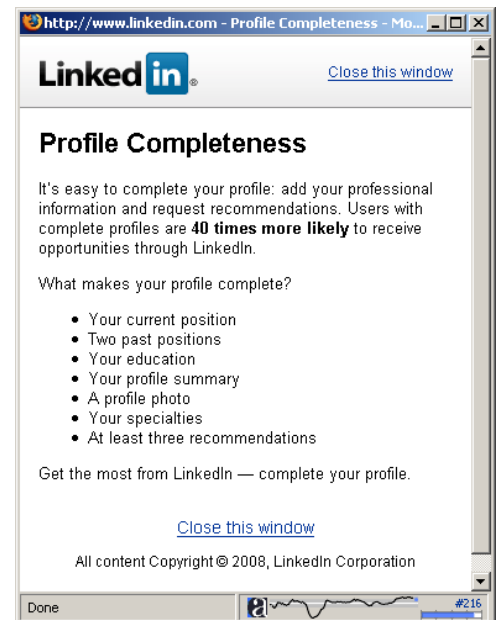 http://www.linkedin.com - Profile Completeness - Mo...
Linked in ®
Close this window
Profile Completeness
It's easy to complete your profile: add your professional
information and request recommendations. Users with
complete profiles are 40 times more likely to receive
opportunities through LinkedIn.
What makes your profile complete?
• Your current position
• Two past positions
• Your education
• Your profile summary
• A profile photo
• Your specialties
• At least three recommendations
Get the most from LinkedIn — complete your profile.
Close this window
All content Copyright © 2008, LinkedIn Corporation
Done
a
#216